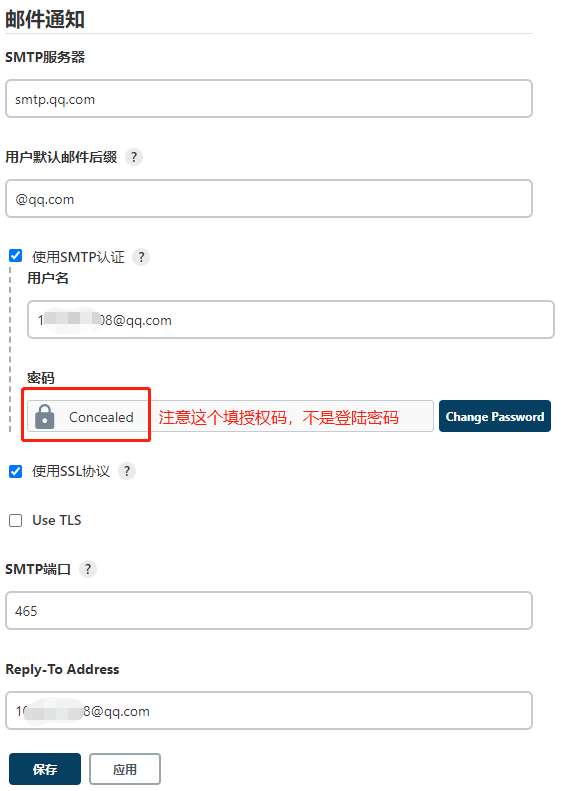 邮件通知
SMTP服务器
smtp.qq.com
用户默认邮件后缀 ?
@qq.com
使用SMTP认证 ?
用户名
1 08@qq.com
密码
Concealed 注意这个填授权码，不是登陆密码 Change Password
使用SSL协议 ?
Use TLS
SMTP端口 ?
465
Reply-To Address
1 8@qq.com
保存 应用